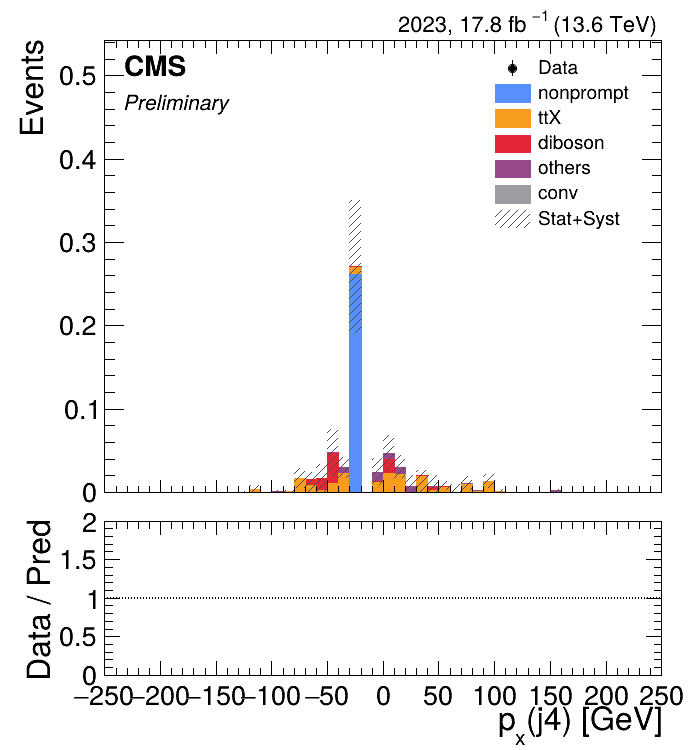 2023, 17.8 fb⁻¹ (13.6 TeV)
CMS
Preliminary
Events
Data
nonprompt
ttX
diboson
others
conv
Stat+Syst
0.5
0.4
0.3
0.2
0.1
0
Data / Pred
2
1.5
1
0.5
0
−250 −200 −150 −100 −50 0 50 100 150 200 250
pₓ(j4) [GeV]